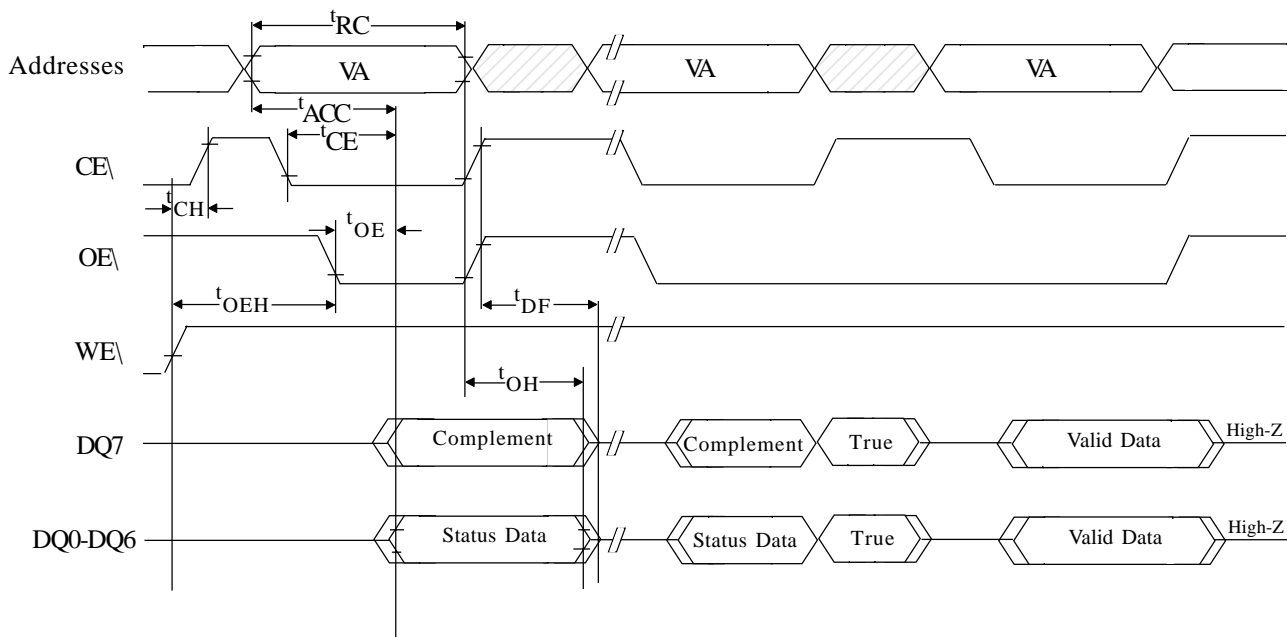 tRC
Addresses VA VA VA
tACC
tCE
CE\
tCH
tOE
OE\
tOEH tDF
WE\
tOH
DQ7 Complement Complement True Valid Data High-Z
DQ0-DQ6 Status Data Status Data True Valid Data High-Z